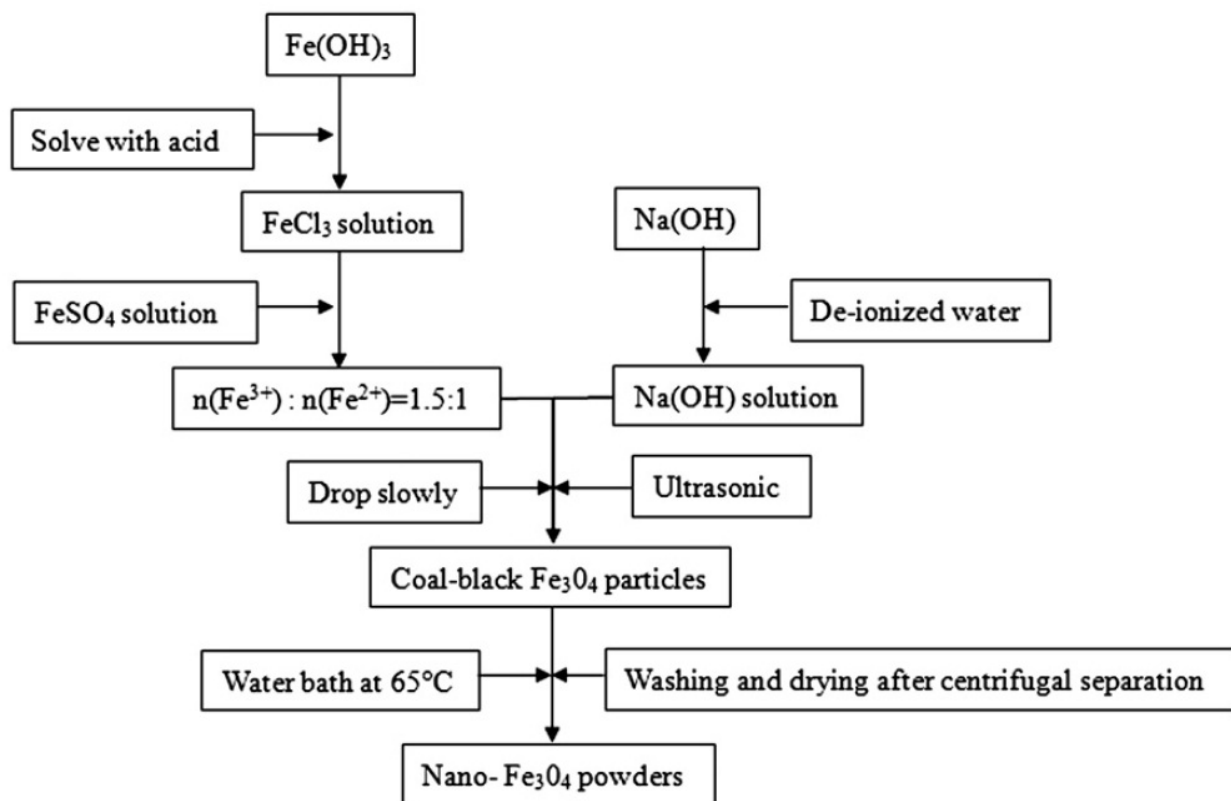 Fe(OH)₃
Solve with acid
FeCl₃ solution
Na(OH)
FeSO₄ solution
De-ionized water
n(Fe³⁺) : n(Fe²⁺)=1.5:1
Na(OH) solution
Drop slowly
Ultrasonic
Coal-black Fe₃0₄ particles
Water bath at 65°C
Washing and drying after centrifugal separation
Nano- Fe₃0₄ powders